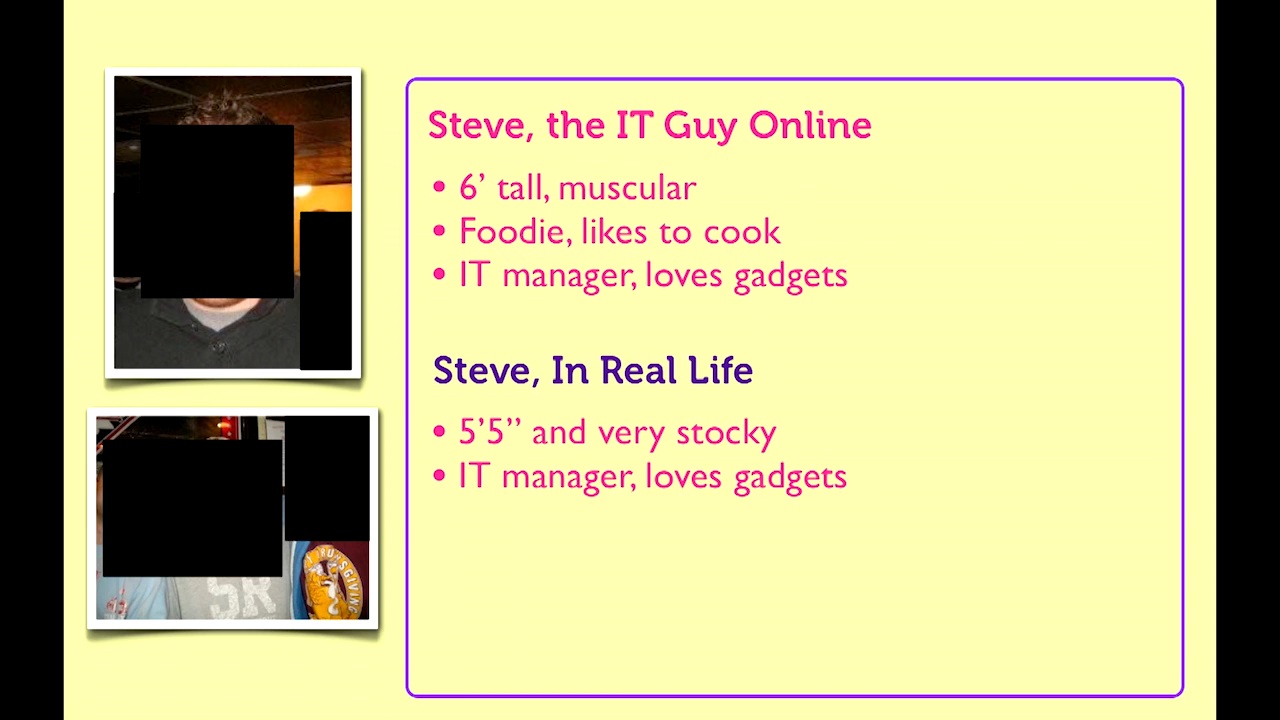 Steve, the IT Guy Online
• 6’ tall, muscular
• Foodie, likes to cook
• IT manager, loves gadgets
Steve, In Real Life
• 5’5” and very stocky
• IT manager, loves gadgets
SR